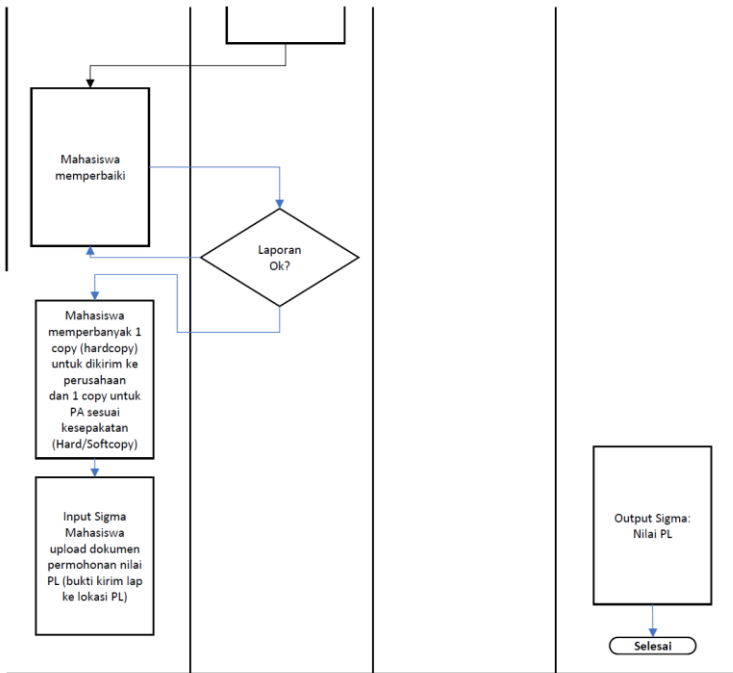 Mahasiswa
memperbaiki
Laporan
Ok?
Mahasiswa
memperbanyak 1
copy (hardcopy)
untuk dikirim ke
perusahaan
dan 1 copy untuk
PA sesuai
kesepakatan
(Hard/Softcopy)
Input Sigma
Mahasiswa
upload dokumen
permohonan nilai
PL (bukti kirim lap
ke lokasi PL)
Output Sigma:
Nilai PL
Selesai